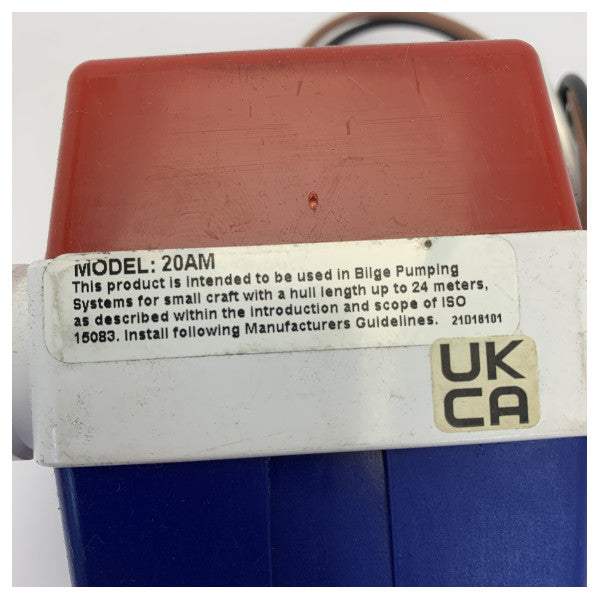 MODEL: 20AM
This product is intended to be used in Bilge Pumping
Systems for small craft with a hull length up to 24 meters,
as described within the introduction and scope of ISO
15083. Install following Manufacturers Guidelines. 21D18101
UK
CA